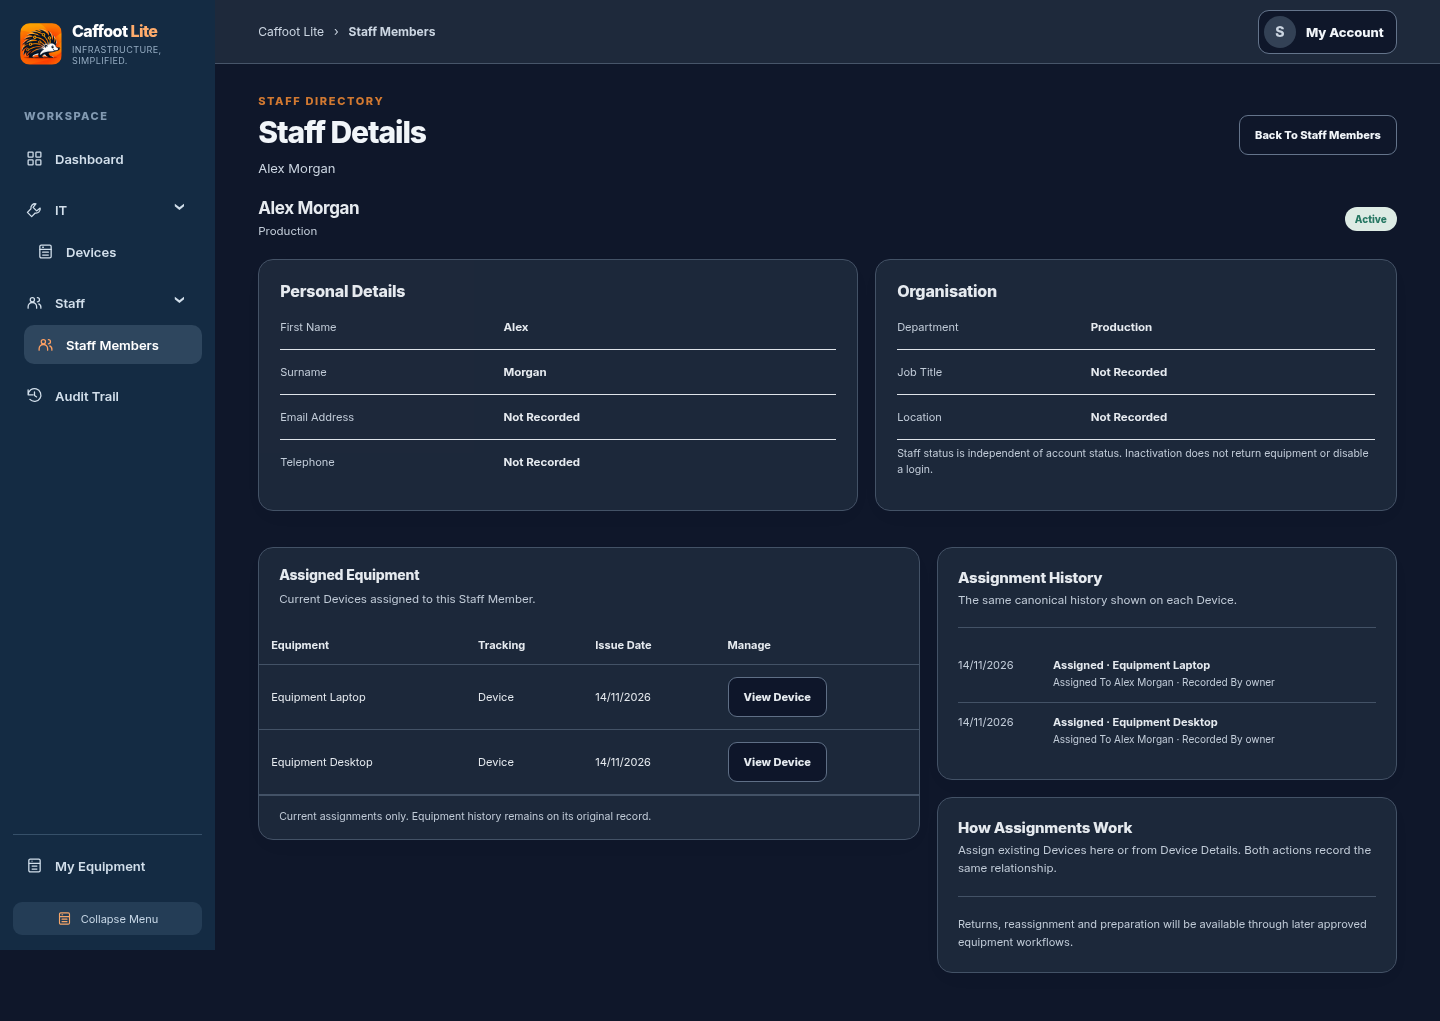 Caffoot Lite
INFRASTRUCTURE,
SIMPLIFIED.
WORKSPACE
Dashboard
IT
Devices
Staff
Staff Members
Audit Trail
My Equipment
Collapse Menu
Caffoot Lite › Staff Members
S My Account
STAFF DIRECTORY
Staff Details
Alex Morgan
Back To Staff Members
Alex Morgan
Production
Active
Personal Details
First Name Alex
Surname Morgan
Email Address Not Recorded
Telephone Not Recorded
Organisation
Department Production
Job Title Not Recorded
Location Not Recorded
Staff status is independent of account status. Inactivation does not return equipment or disable
a login.
Assigned Equipment
Current Devices assigned to this Staff Member.
Equipment Tracking Issue Date Manage
Equipment Laptop Device 14/11/2026 View Device
Equipment Desktop Device 14/11/2026 View Device
Current assignments only. Equipment history remains on its original record.
Assignment History
The same canonical history shown on each Device.
14/11/2026 Assigned · Equipment Laptop
Assigned To Alex Morgan · Recorded By owner
14/11/2026 Assigned · Equipment Desktop
Assigned To Alex Morgan · Recorded By owner
How Assignments Work
Assign existing Devices here or from Device Details. Both actions record the
same relationship.
Returns, reassignment and preparation will be available through later approved
equipment workflows.